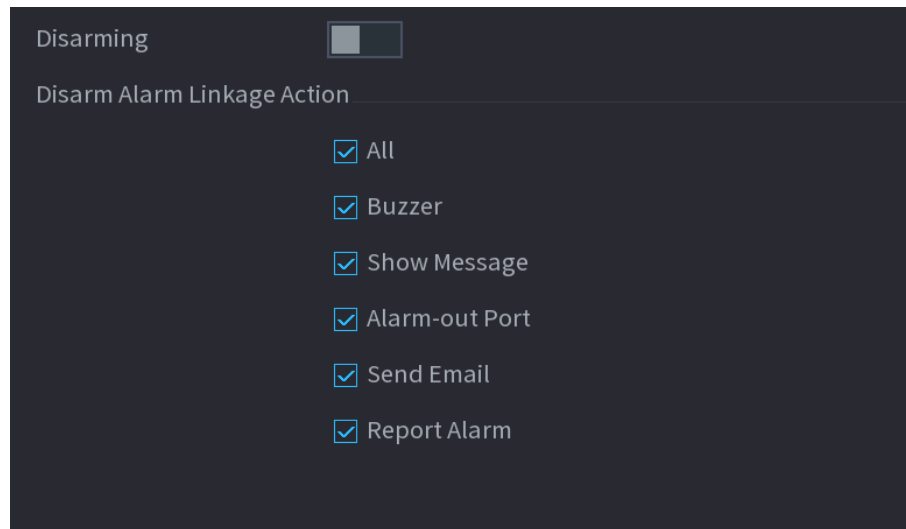 Disarming
Disarm Alarm Linkage Action
All
Buzzer
Show Message
Alarm-out Port
Send Email
Report Alarm